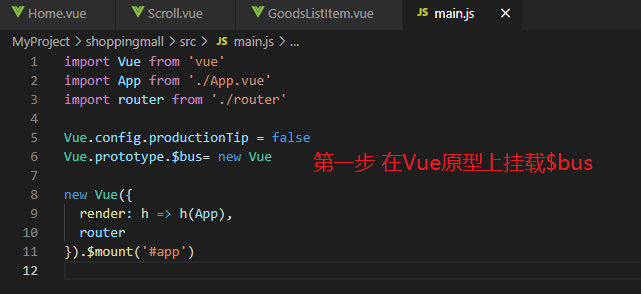 Home.vue Scroll.vue GoodsListItem.vue JS main.js ×
MyProject > shoppingmall > src > JS main.js > ...
1 import Vue from 'vue'
2 import App from './App.vue'
3 import router from './router'
4
5 Vue.config.productionTip = false
6 Vue.prototype.$bus= new Vue 第一步 在Vue原型上挂载$bus
7
8 new Vue({
9 render: h => h(App),
10 router
11 }).$mount('#app')
12